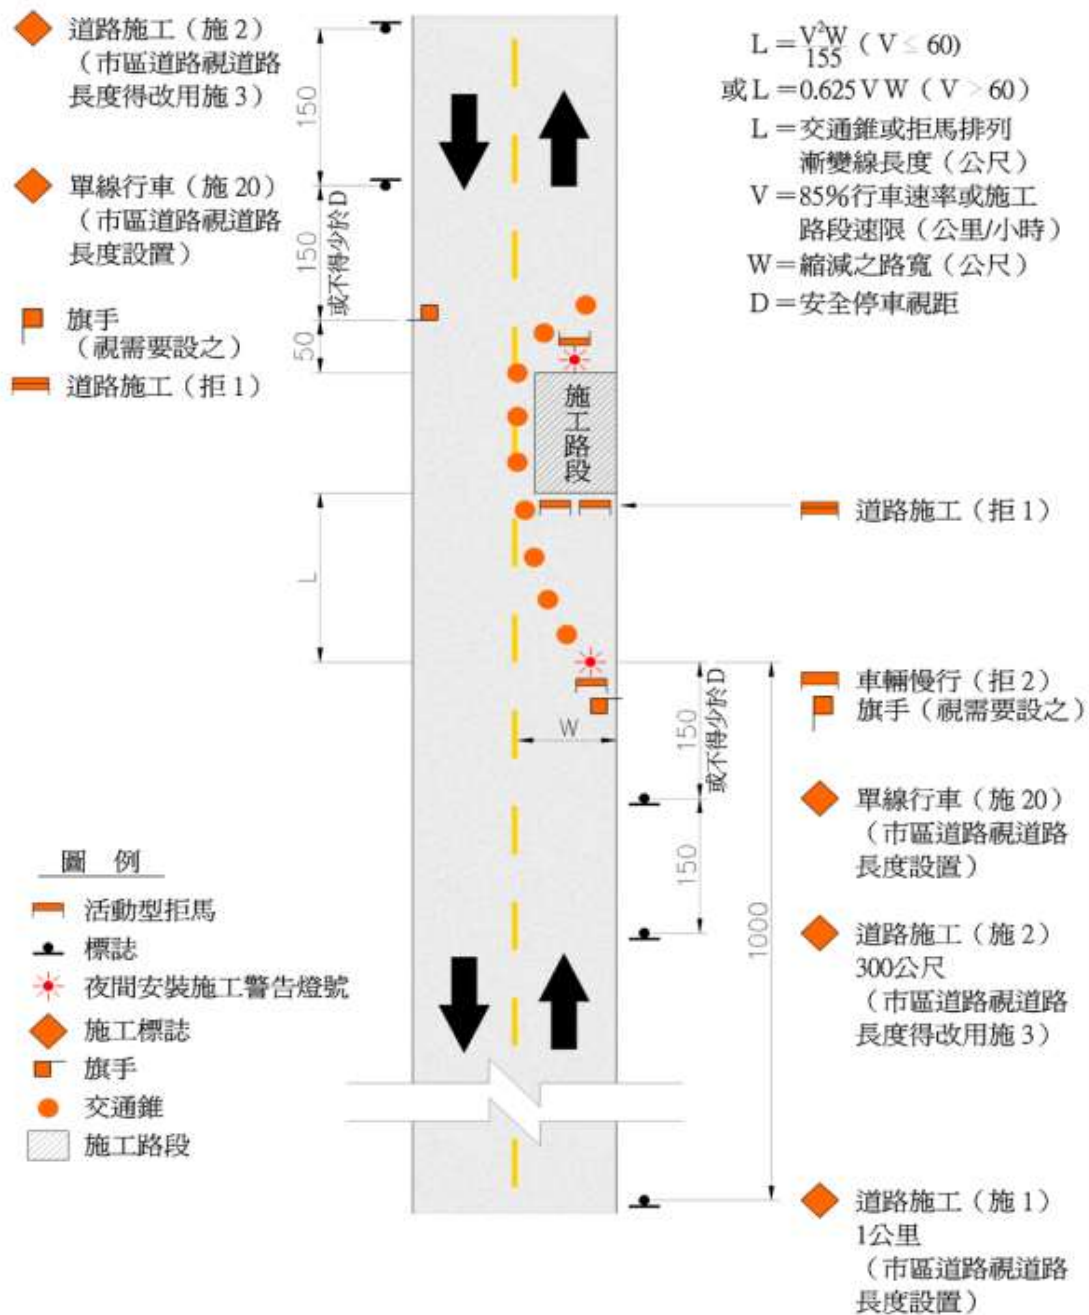 道路施工（施 2）
（市區道路視道路
長度得改用施 3）
單線行車（施 20）
（市區道路視道路
長度設置）
旗手
（視需要設之）
道路施工（拒 1）
150
150
或不得少於 D
50
L
L＝V²W/155（V ≤ 60）
或 L＝0.625 V W（V > 60）
L＝交通錐或拒馬排列
漸變線長度（公尺）
V＝85%行車速率或施工
路段速限（公里/小時）
W＝縮減之路寬（公尺）
D＝安全停車視距
施工路段
W
道路施工（拒 1）
車輛慢行（拒 2）
旗手（視需要設之）
150
或不得少於 D
150
1000
單線行車（施 20）
（市區道路視道路
長度設置）
道路施工（施 2）
300公尺
（市區道路視道路
長度得改用施 3）
道路施工（施 1）
1公里
（市區道路視道路
長度設置）
圖 例
活動型拒馬
標誌
夜間安裝施工警告燈號
施工標誌
旗手
交通錐
施工路段